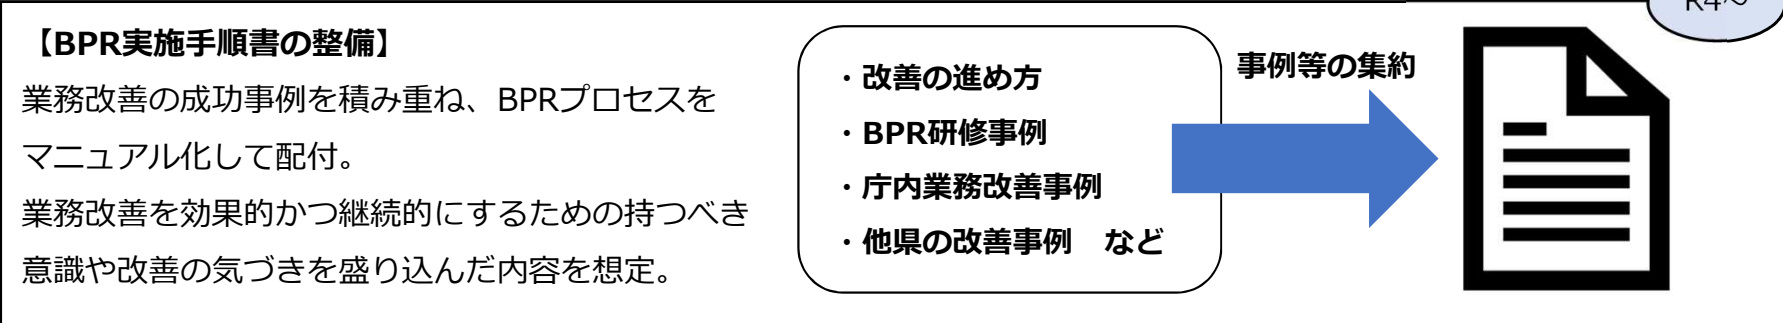 R4～
【BPR実施手順書の整備】
業務改善の成功事例を積み重ね、BPRプロセスを
マニュアル化して配付。
業務改善を効果的かつ継続的にするための持つべき
意識や改善の気づきを盛り込んだ内容を想定。
・改善の進め方
・BPR研修事例
・庁内業務改善事例
・他県の改善事例　など
事例等の集約